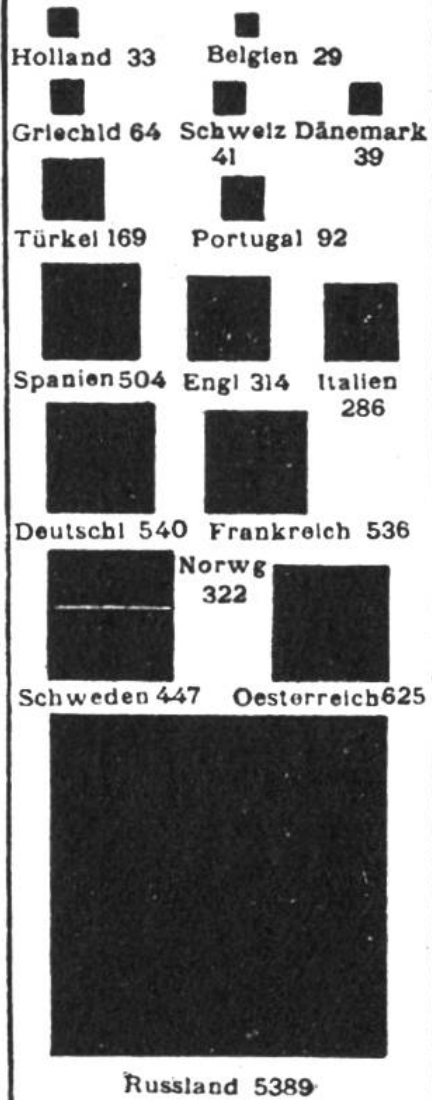 Holland 33 Belgien 29
Griechld 64 Schweiz 41 Dänemark 39
Türkei 169 Portugal 92
Spanien 504 Engl 314 Italien 286
Deutschl 540 Frankreich 536
Norwg 322
Schweden 447 Oesterreich 625
Russland 5389